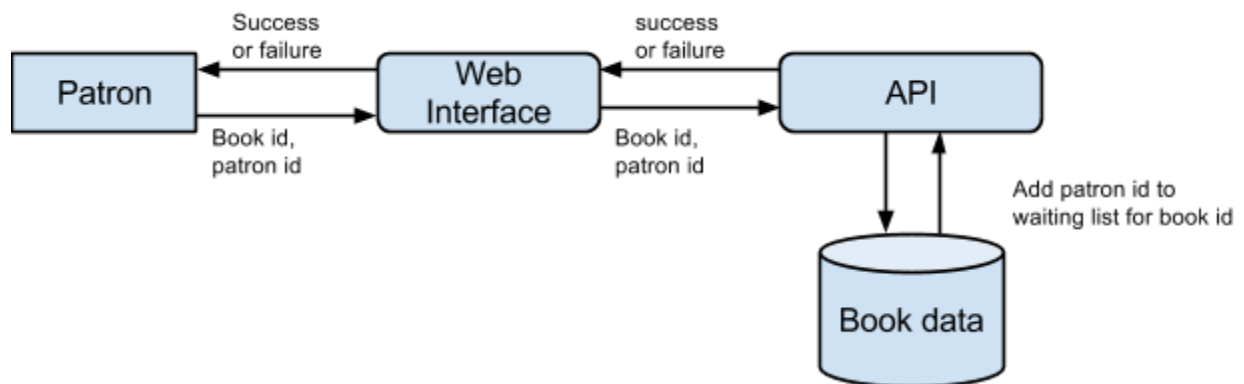 Success
or failure
success
or failure
Patron
Web
Interface
API
Book id,
patron id
Book id,
patron id
Add patron id to
waiting list for book id
Book data